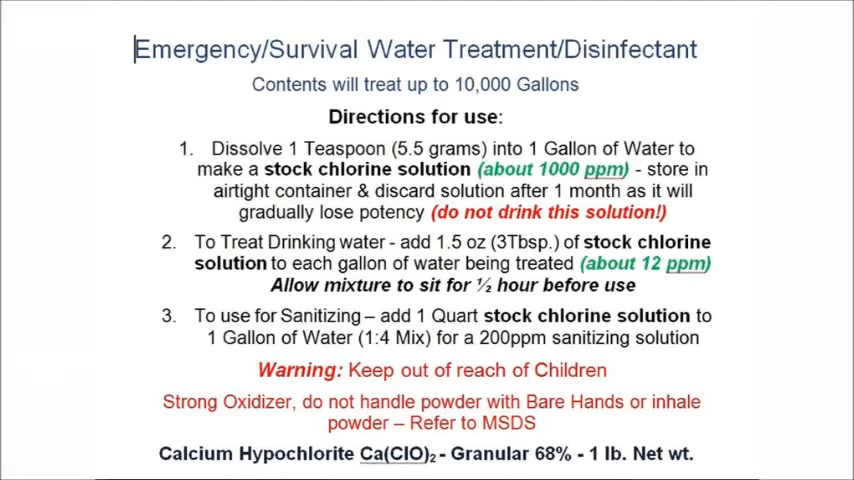 Emergency/Survival Water Treatment/Disinfectant
Contents will treat up to 10,000 Gallons
Directions for use:
1. Dissolve 1 Teaspoon (5.5 grams) into 1 Gallon of Water to
make a stock chlorine solution (about 1000 ppm) - store in
airtight container & discard solution after 1 month as it will
gradually lose potency (do not drink this solution!)
2. To Treat Drinking water - add 1.5 oz (3Tbsp.) of stock chlorine
solution to each gallon of water being treated (about 12 ppm)
Allow mixture to sit for ½ hour before use
3. To use for Sanitizing – add 1 Quart stock chlorine solution to
1 Gallon of Water (1:4 Mix) for a 200ppm sanitizing solution
Warning: Keep out of reach of Children
Strong Oxidizer, do not handle powder with Bare Hands or inhale
powder – Refer to MSDS
Calcium Hypochlorite Ca(ClO)₂ - Granular 68% - 1 lb. Net wt.